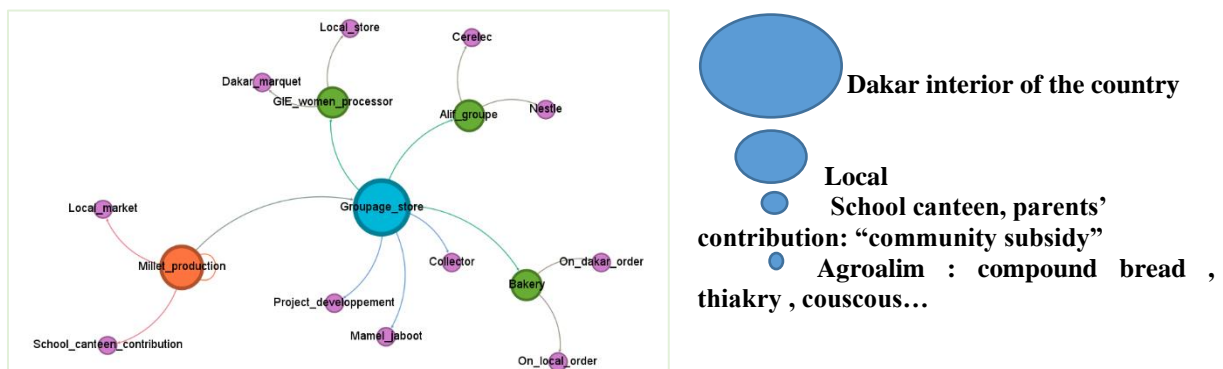 Local_store
Cerelec
Dakar_marquet
GIE_women_processor
Alif_groupe
Nestle
Local_market
Groupage_store
Millet_production
Collector
On_dakar_order
Bakery
Project_developpement
Mamel_jaboot
School_canteen_contribution
On_local_order
Dakar interior of the country
Local
School canteen, parents’
contribution: “community subsidy”
Agroalim : compound bread ,
thiakry , couscous…